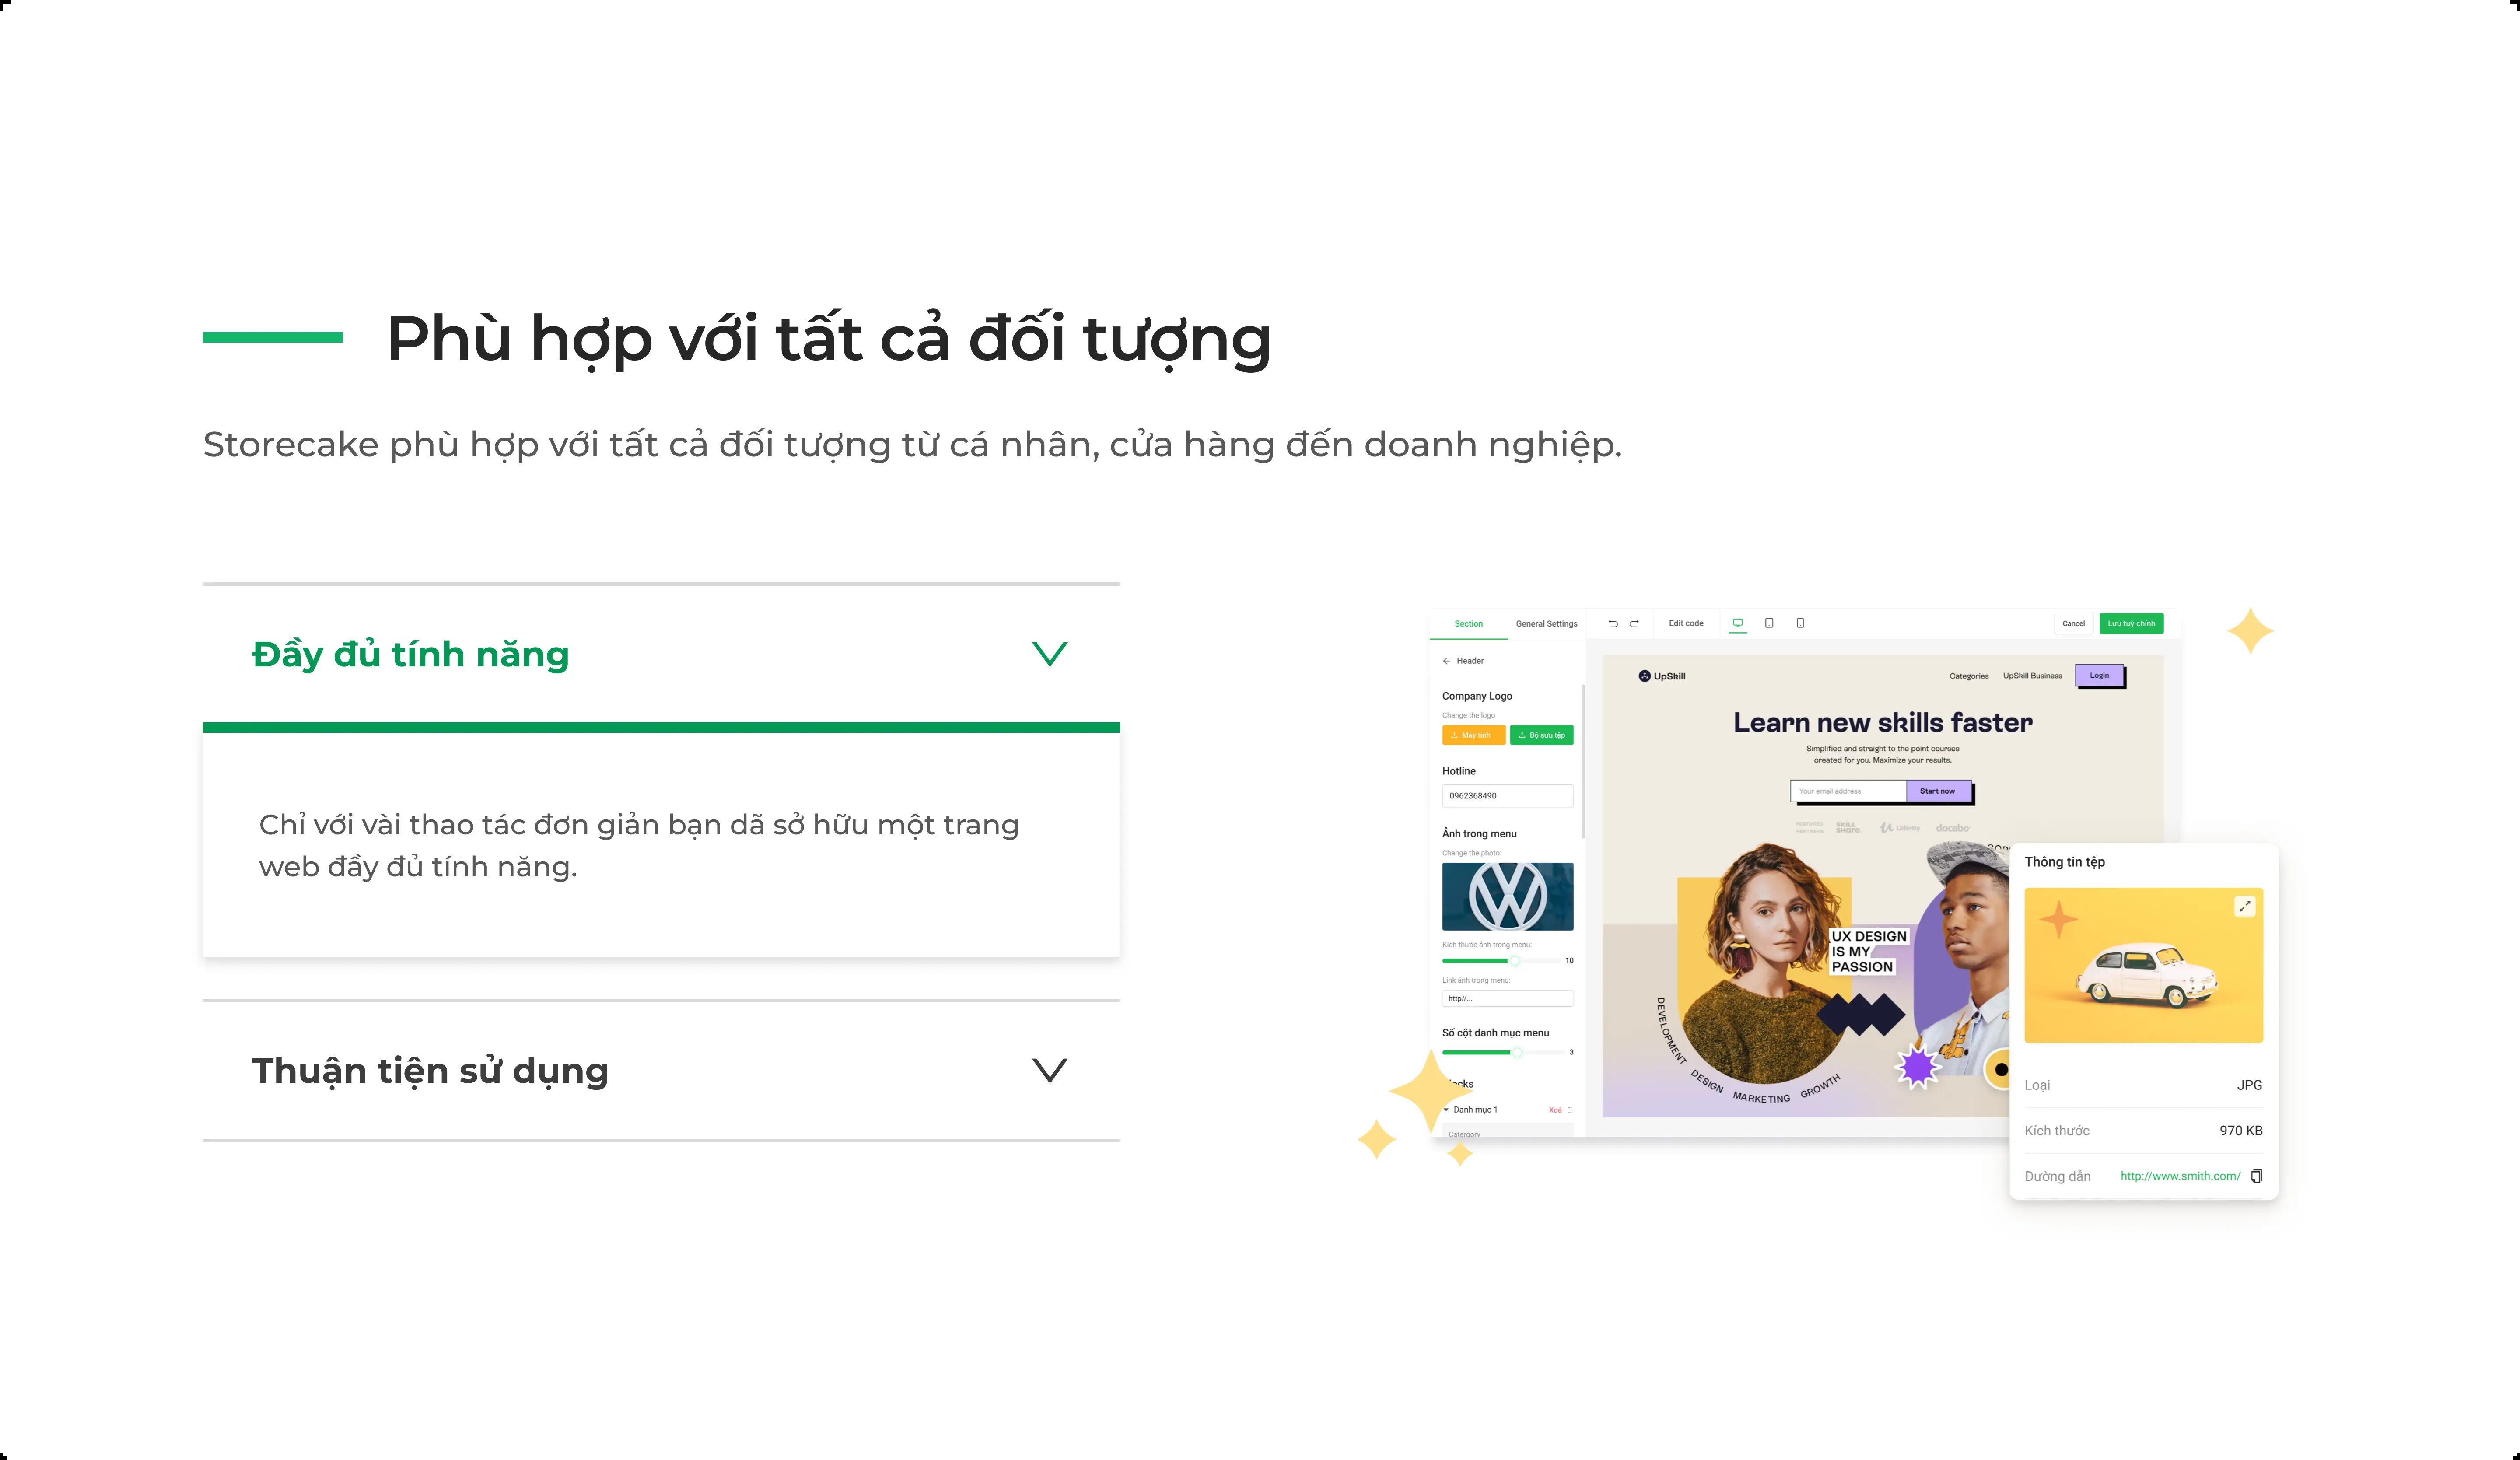 Phù hợp với tất cả đối tượng
Storecake phù hợp với tất cả đối tượng từ cá nhân, cửa hàng đến doanh nghiệp.
Đầy đủ tính năng
Chỉ với vài thao tác đơn giản bạn dã sở hữu một trang
web đầy đủ tính năng.
Thuận tiện sử dụng
Section
General Settings
Edit code
Cancel
Lưu tuỳ chỉnh
Header
Company Logo
Change the logo
Máy tính
Bộ sưu tập
Hotline
0962368490
Ảnh trong menu
Change the photo:
Kích thước ảnh trong menu:
10
Link ảnh trong menu:
http//...
Số cột danh mục menu
3
Danh mục 1
Xoá
Category
UpSkill
Categories
UpSkill Business
Login
Learn new skills faster
Simplified and straight to the point courses
created for you. Maximize your results.
Your email address
Start now
FEATURED
PARTNERS
SKILL
SHARE.
Udemy
docebo
UX DESIGN
IS MY
PASSION
DEVELOPMENT DESIGN MARKETING GROWTH
Thông tin tệp
Loại
JPG
Kích thước
970 KB
Đường dẫn
http://www.smith.com/